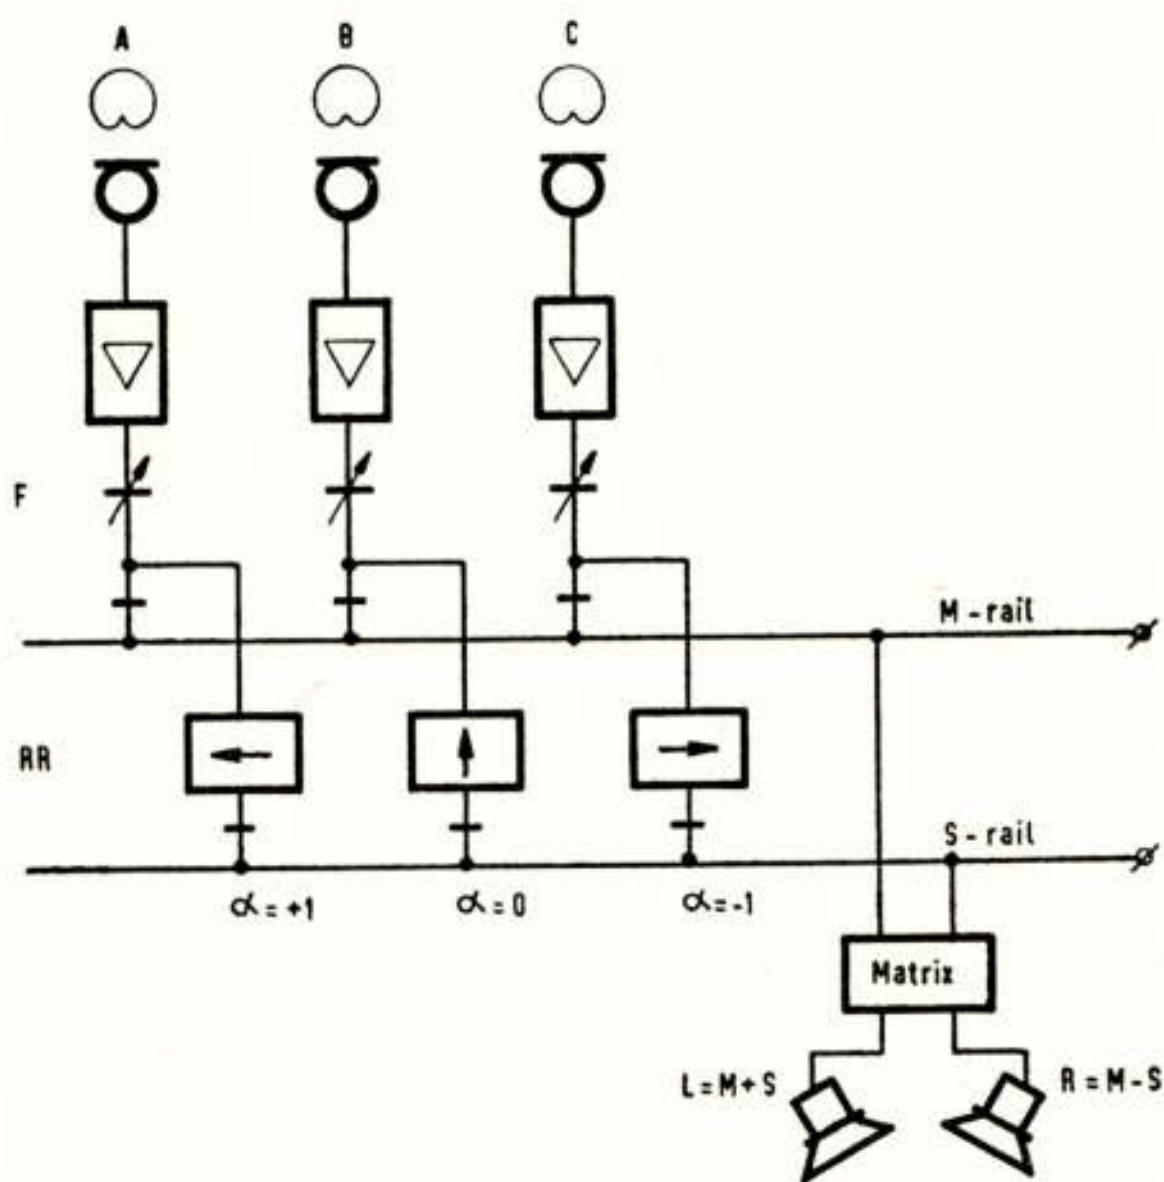 A B C
F
M - rail
RR
S - rail
α = +1 α = 0 α = -1
Matrix
L = M + S R = M - S